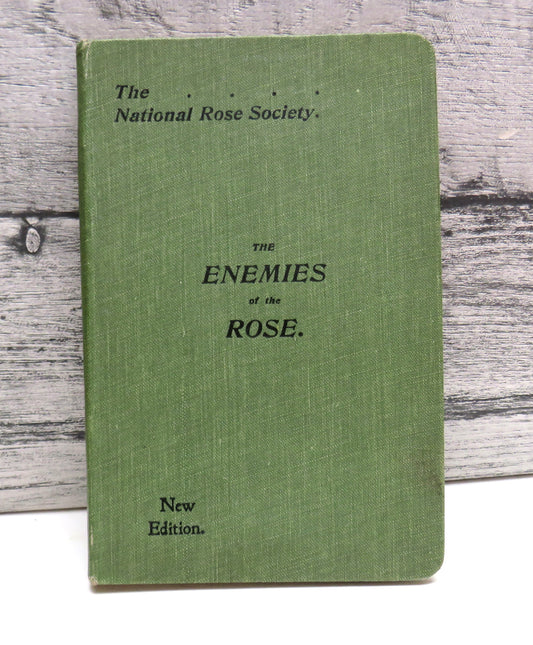 The . . . .
National Rose Society.
THE
ENEMIES
of the
ROSE.
New
Edition.